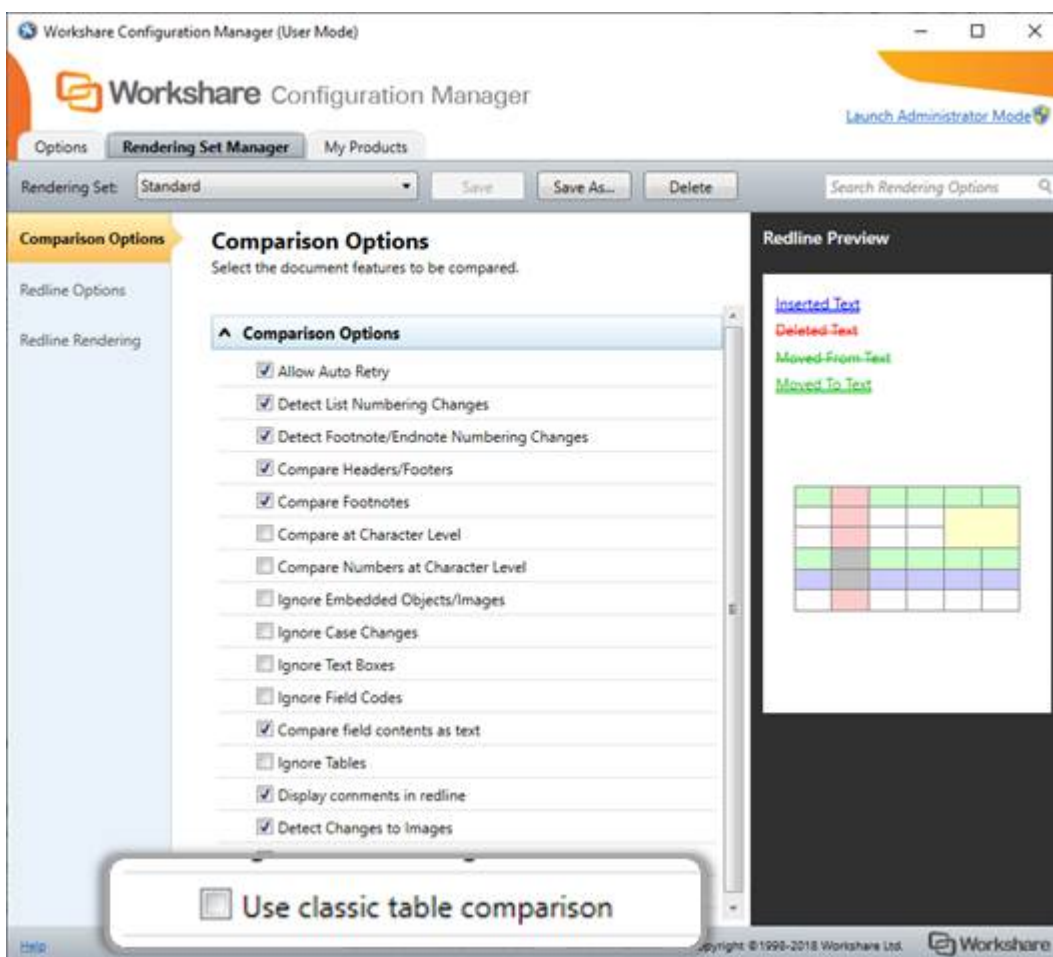 Workshare Configuration Manager (User Mode)
Workshare Configuration Manager
Launch Administrator Mode
Options Rendering Set Manager My Products
Rendering Set: Standard Save Save As... Delete Search Rendering Options
Comparison Options
Redline Options
Redline Rendering
Comparison Options
Select the document features to be compared.
Comparison Options
Allow Auto Retry
Detect List Numbering Changes
Detect Footnote/Endnote Numbering Changes
Compare Headers/Footers
Compare Footnotes
Compare at Character Level
Compare Numbers at Character Level
Ignore Embedded Objects/Images
Ignore Case Changes
Ignore Text Boxes
Ignore Field Codes
Compare field contents as text
Ignore Tables
Display comments in redline
Detect Changes to Images
Use classic table comparison
Redline Preview
Inserted Text
Deleted Text
Moved From Text
Moved To Text
Help
©1998-2018 Workshare Ltd. Workshare